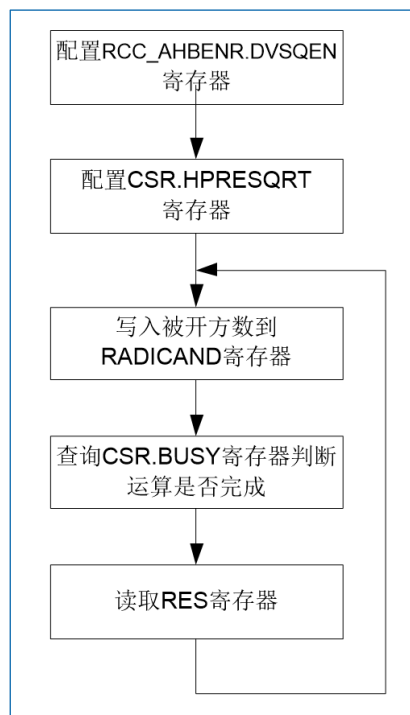 配置RCC_AHBENR.DVSQEN
寄存器
配置CSR.HPRESQRT
寄存器
写入被开方数到
RADICAND寄存器
查询CSR.BUSY寄存器判断
运算是否完成
读取RES寄存器